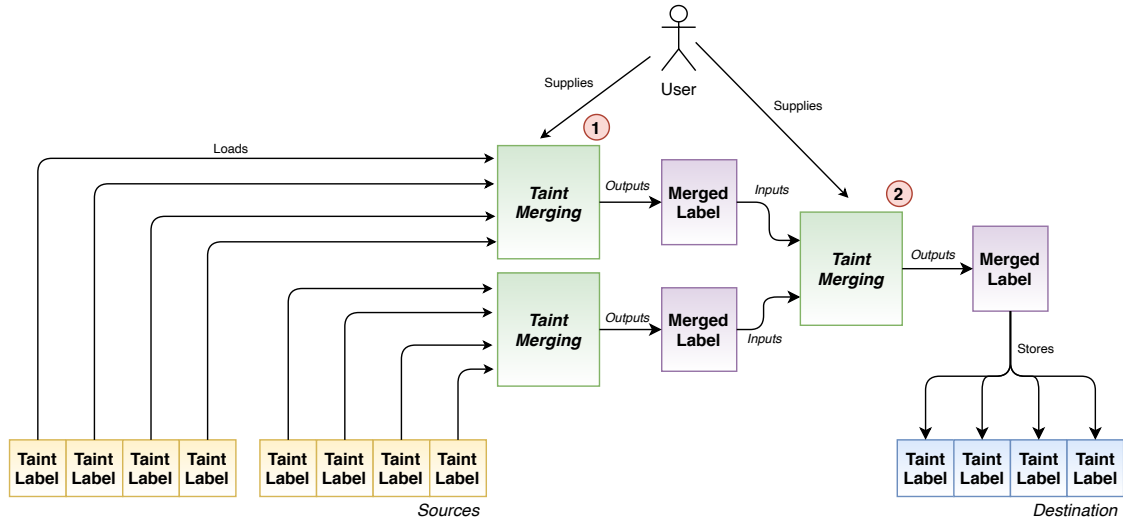 User
Supplies
Supplies
1
Loads
Taint
Merging
Outputs
Merged
Label
Inputs
2
Taint
Merging
Outputs
Merged
Label
Taint
Merging
Outputs
Merged
Label
Inputs
Stores
Taint
Label
Taint
Label
Taint
Label
Taint
Label
Taint
Label
Taint
Label
Taint
Label
Taint
Label
Sources
Taint
Label
Taint
Label
Taint
Label
Taint
Label
Destination